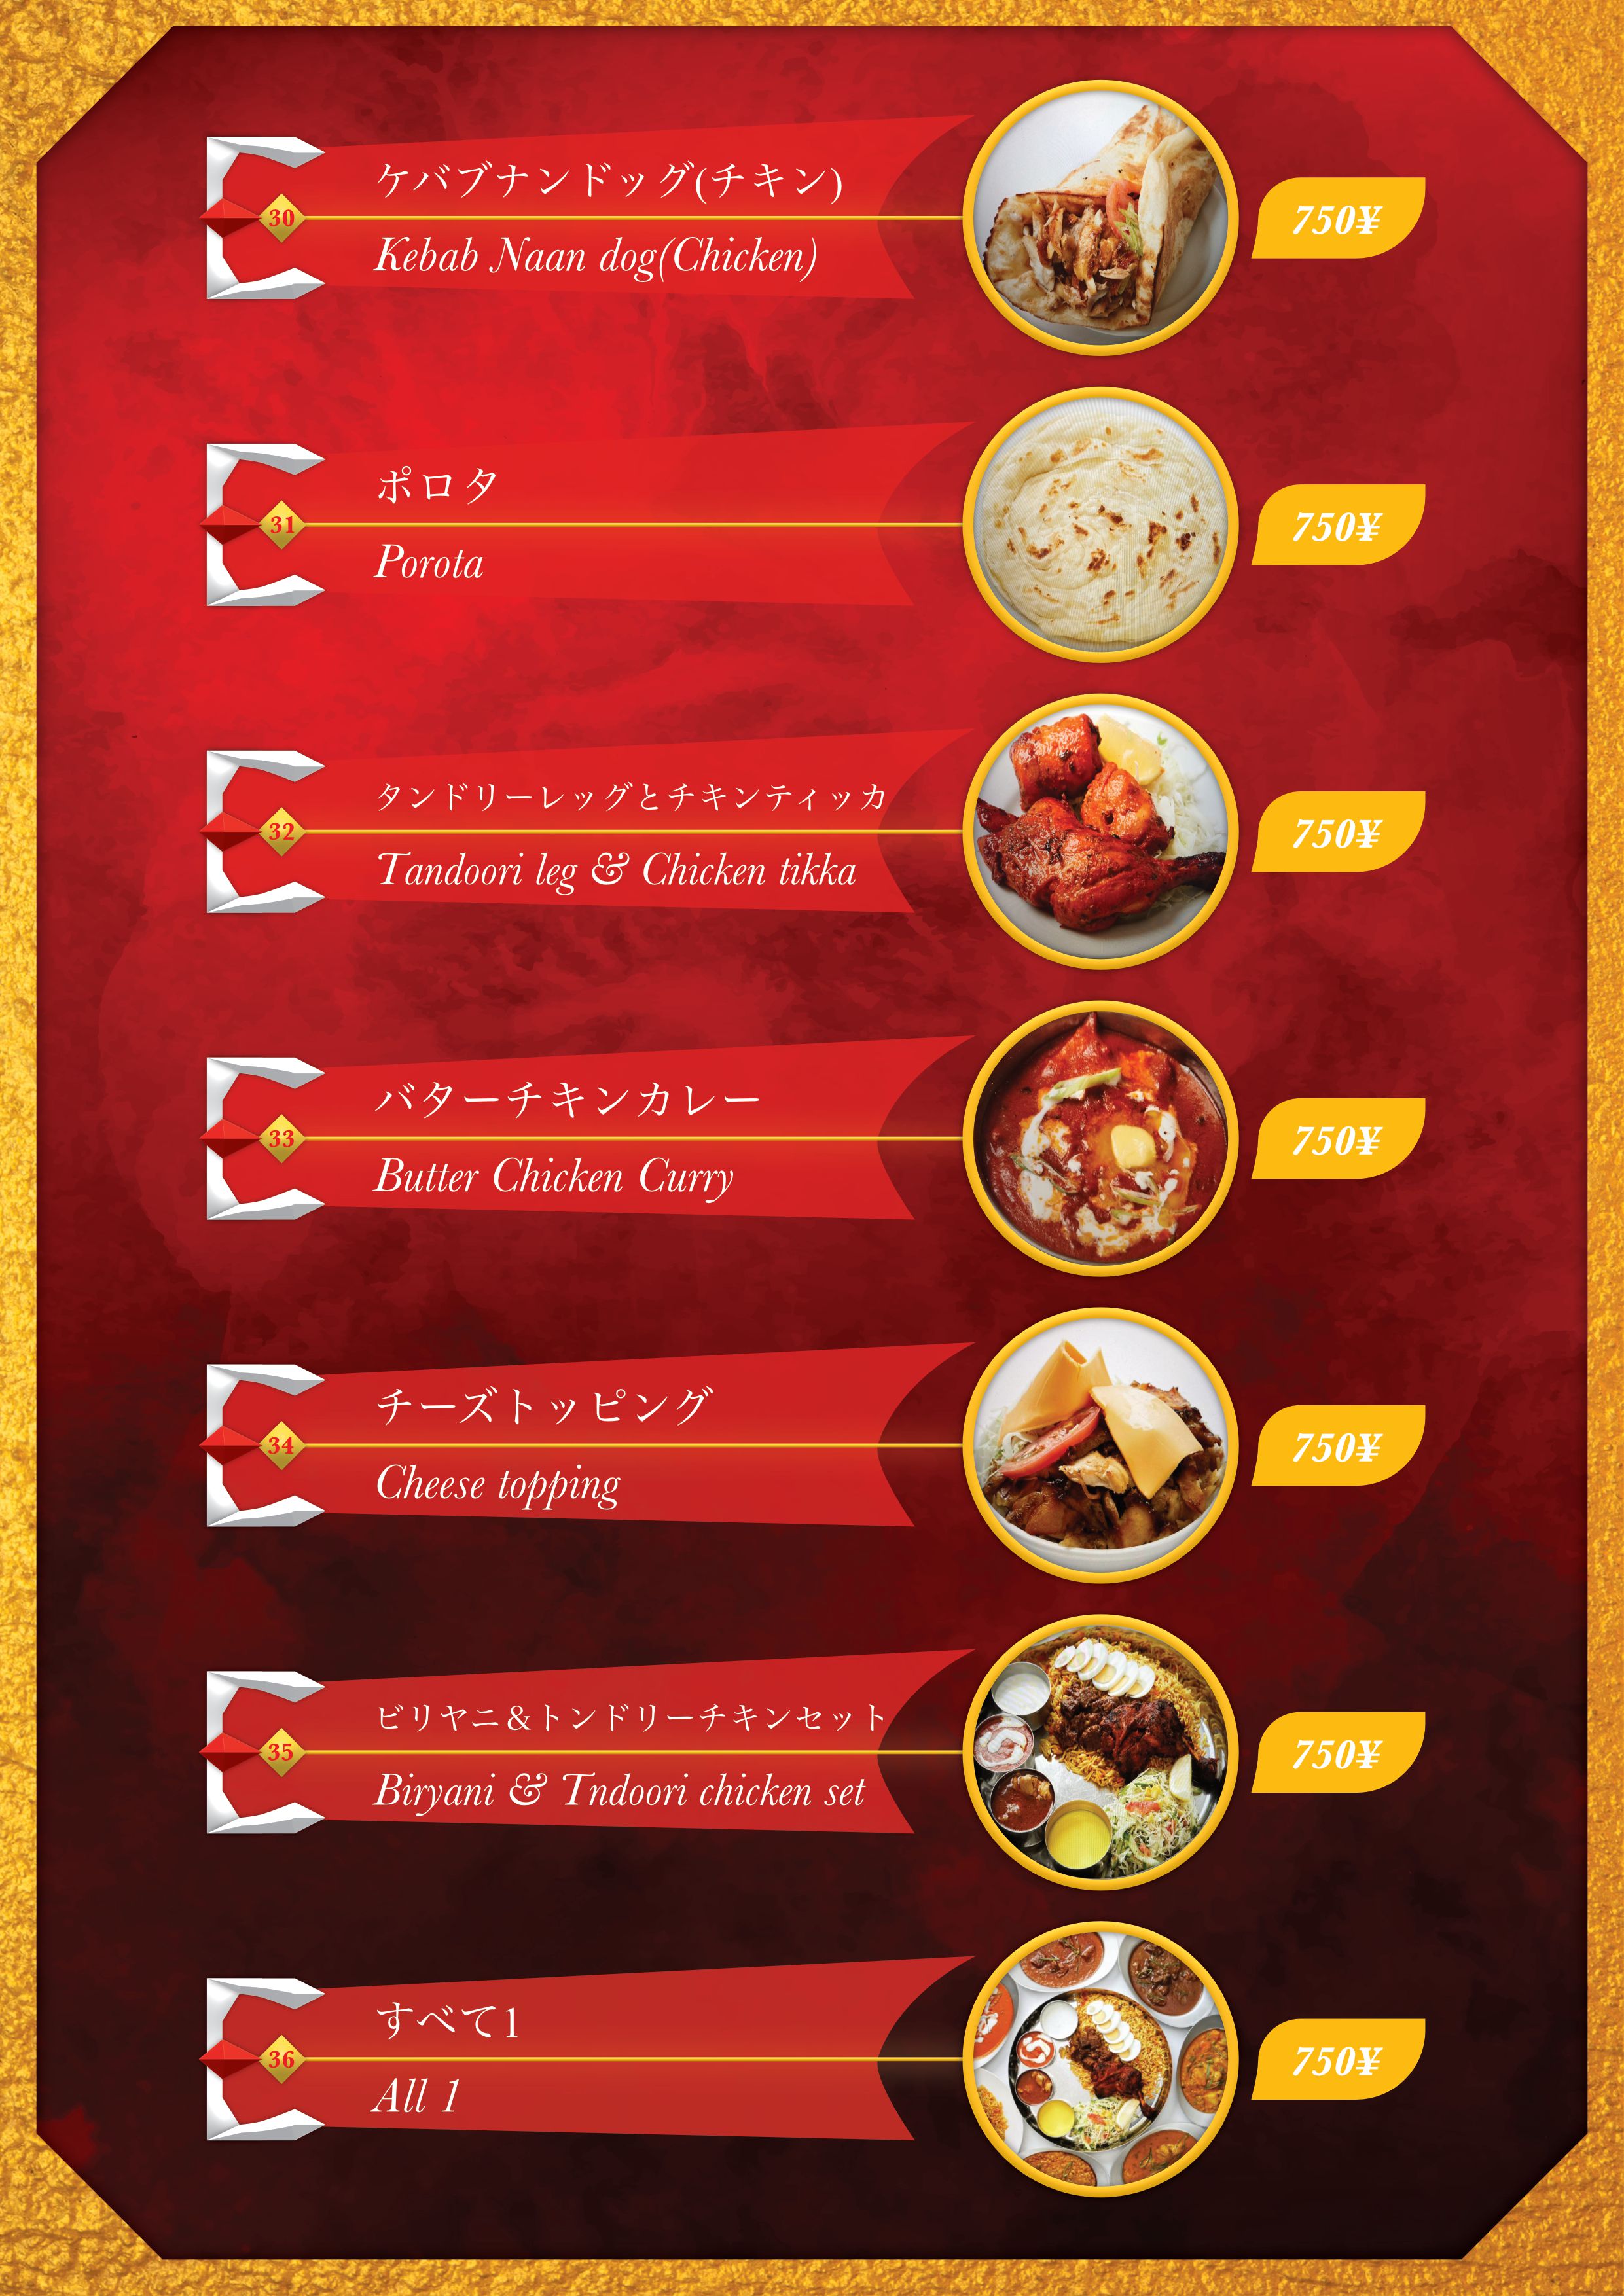 ケバブナンドッグ(チキン)
30
Kebab Naan dog(Chicken)
750¥
ポロタ
31
Porota
750¥
タンドリーレッグとチキンティッカ
32
Tandoori leg & Chicken tikka
750¥
バターチキンカレー
33
Butter Chicken Curry
750¥
チーズトッピング
34
Cheese topping
750¥
ビリヤニ&トンドリーチキンセット
35
Biryani & Tndoori chicken set
750¥
すべて1
36
All 1
750¥